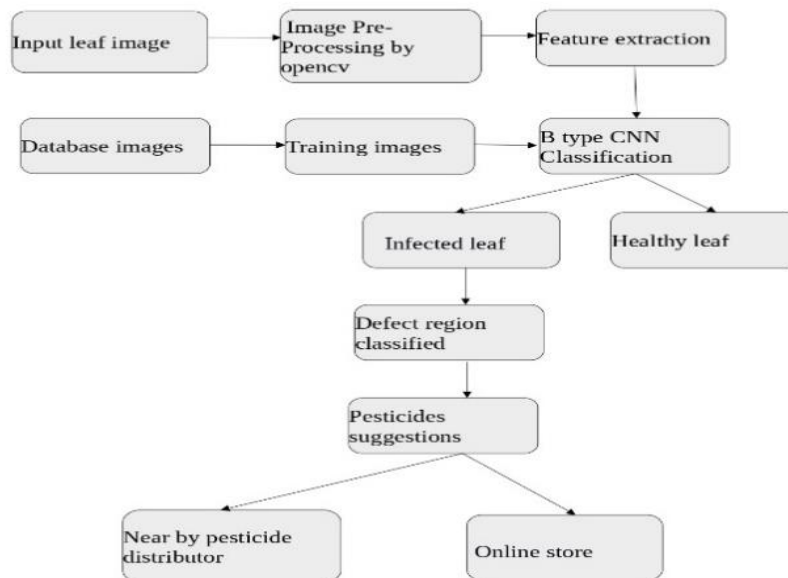 Input leaf image
Image Pre-
Processing by
opencv
Feature extraction
Database images
Training images
B type CNN
Classification
Infected leaf
Healthy leaf
Defect region
classified
Pesticides
suggestions
Near by pesticide
distributor
Online store